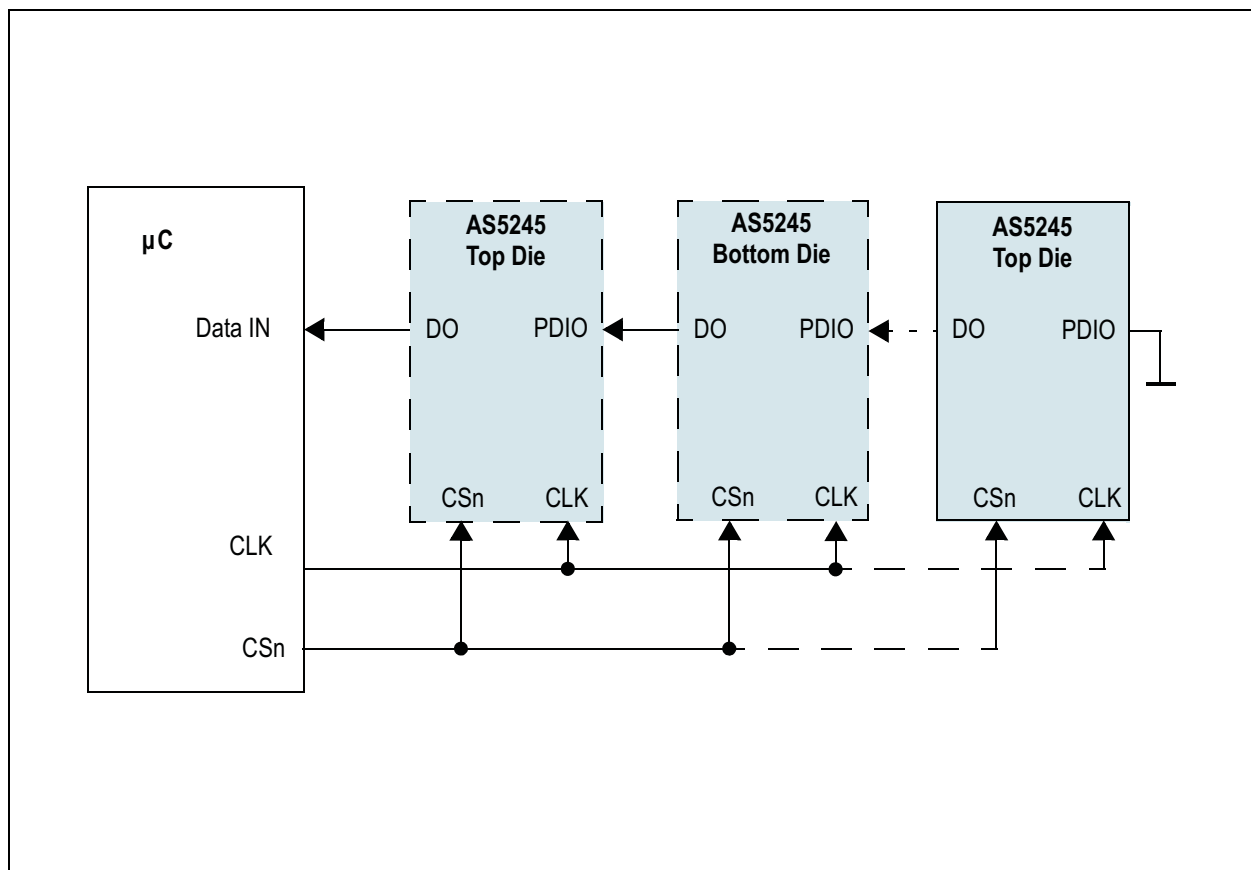 µC
Data IN
CLK
CSn
AS5245
Top Die
DO PDIO
CSn CLK
AS5245
Bottom Die
DO PDIO
CSn CLK
AS5245
Top Die
DO PDIO
CSn CLK